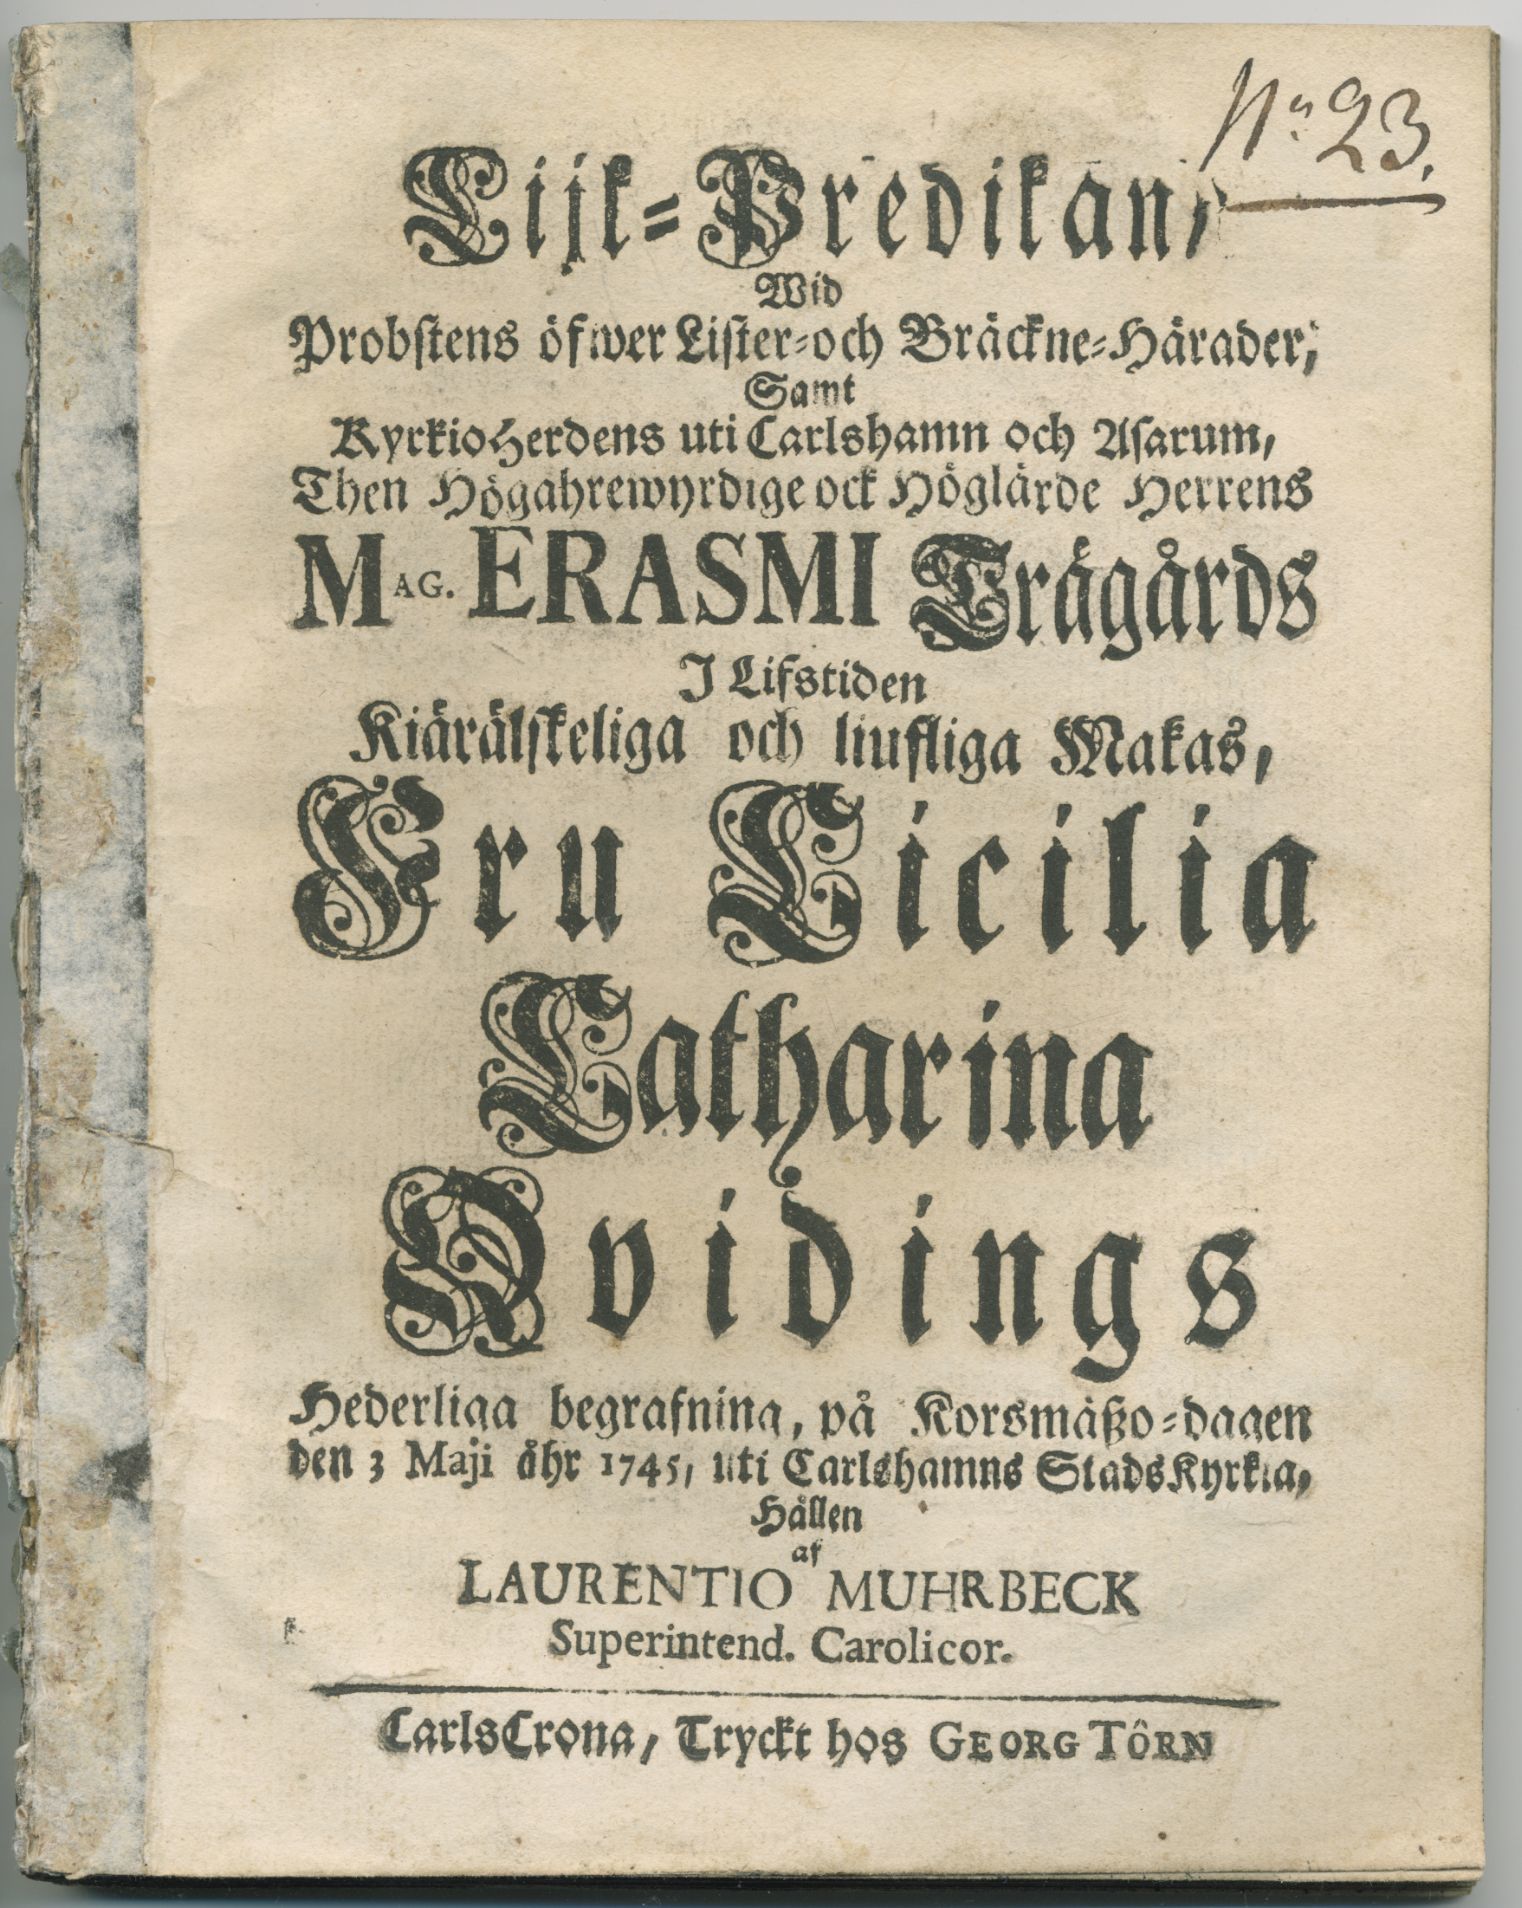 No 23.
Lijk-Predikan,
Wid
Probstens öfwer Lister-och Bräckne-Härader,
Samt
KyrkioHerdens uti Carlshamn och Asarum,
Then Högahrewyrdige ock Höglärde Herrens
MAG. ERASMI Trägårds
I Lifstiden
Kiärälskeliga och liufliga Makas,
Fru Cicilia
Catharina
Qvidings
Hederliga begrafning, på Korsmäßo-dagen
den 3 Maji åhr 1745, uti Carlshamns StadsKyrkia,
Hållen
af
LAURENTIO MUHRBECK
Superintend. Carolicor.
CarlsCrona, Tryckt hos GEORG TÖRN